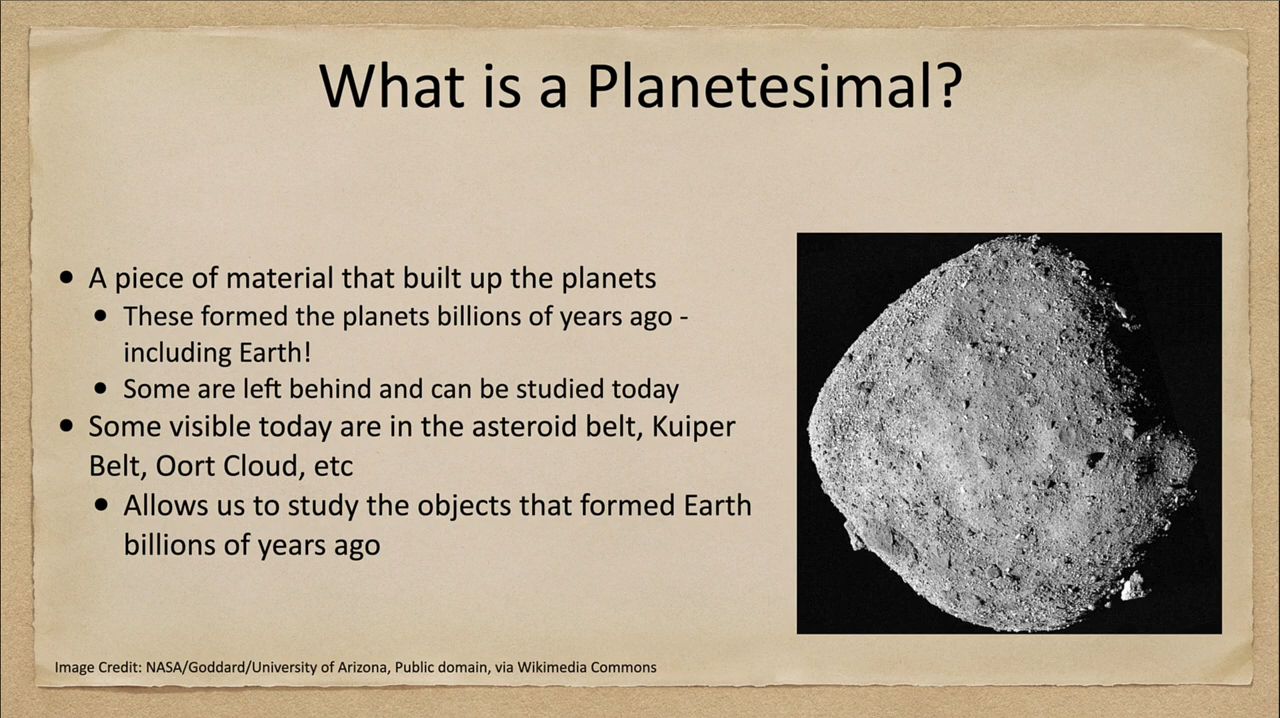 What is a Planetesimal?
• A piece of material that built up the planets
• These formed the planets billions of years ago -
including Earth!
• Some are left behind and can be studied today
• Some visible today are in the asteroid belt, Kuiper
Belt, Oort Cloud, etc
• Allows us to study the objects that formed Earth
billions of years ago
Image Credit: NASA/Goddard/University of Arizona, Public domain, via Wikimedia Commons